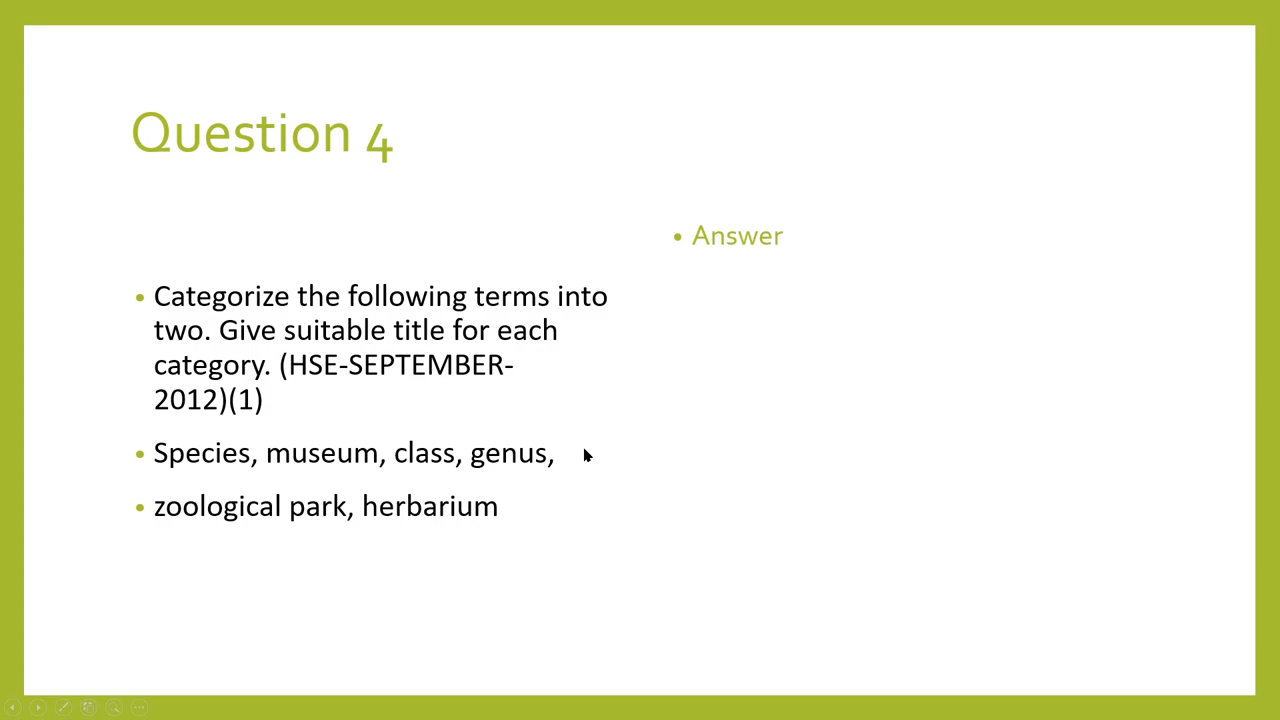 Question 4
• Categorize the following terms into
two. Give suitable title for each
category. (HSE-SEPTEMBER-
2012)(1)
• Species, museum, class, genus,
• zoological park, herbarium
• Answer